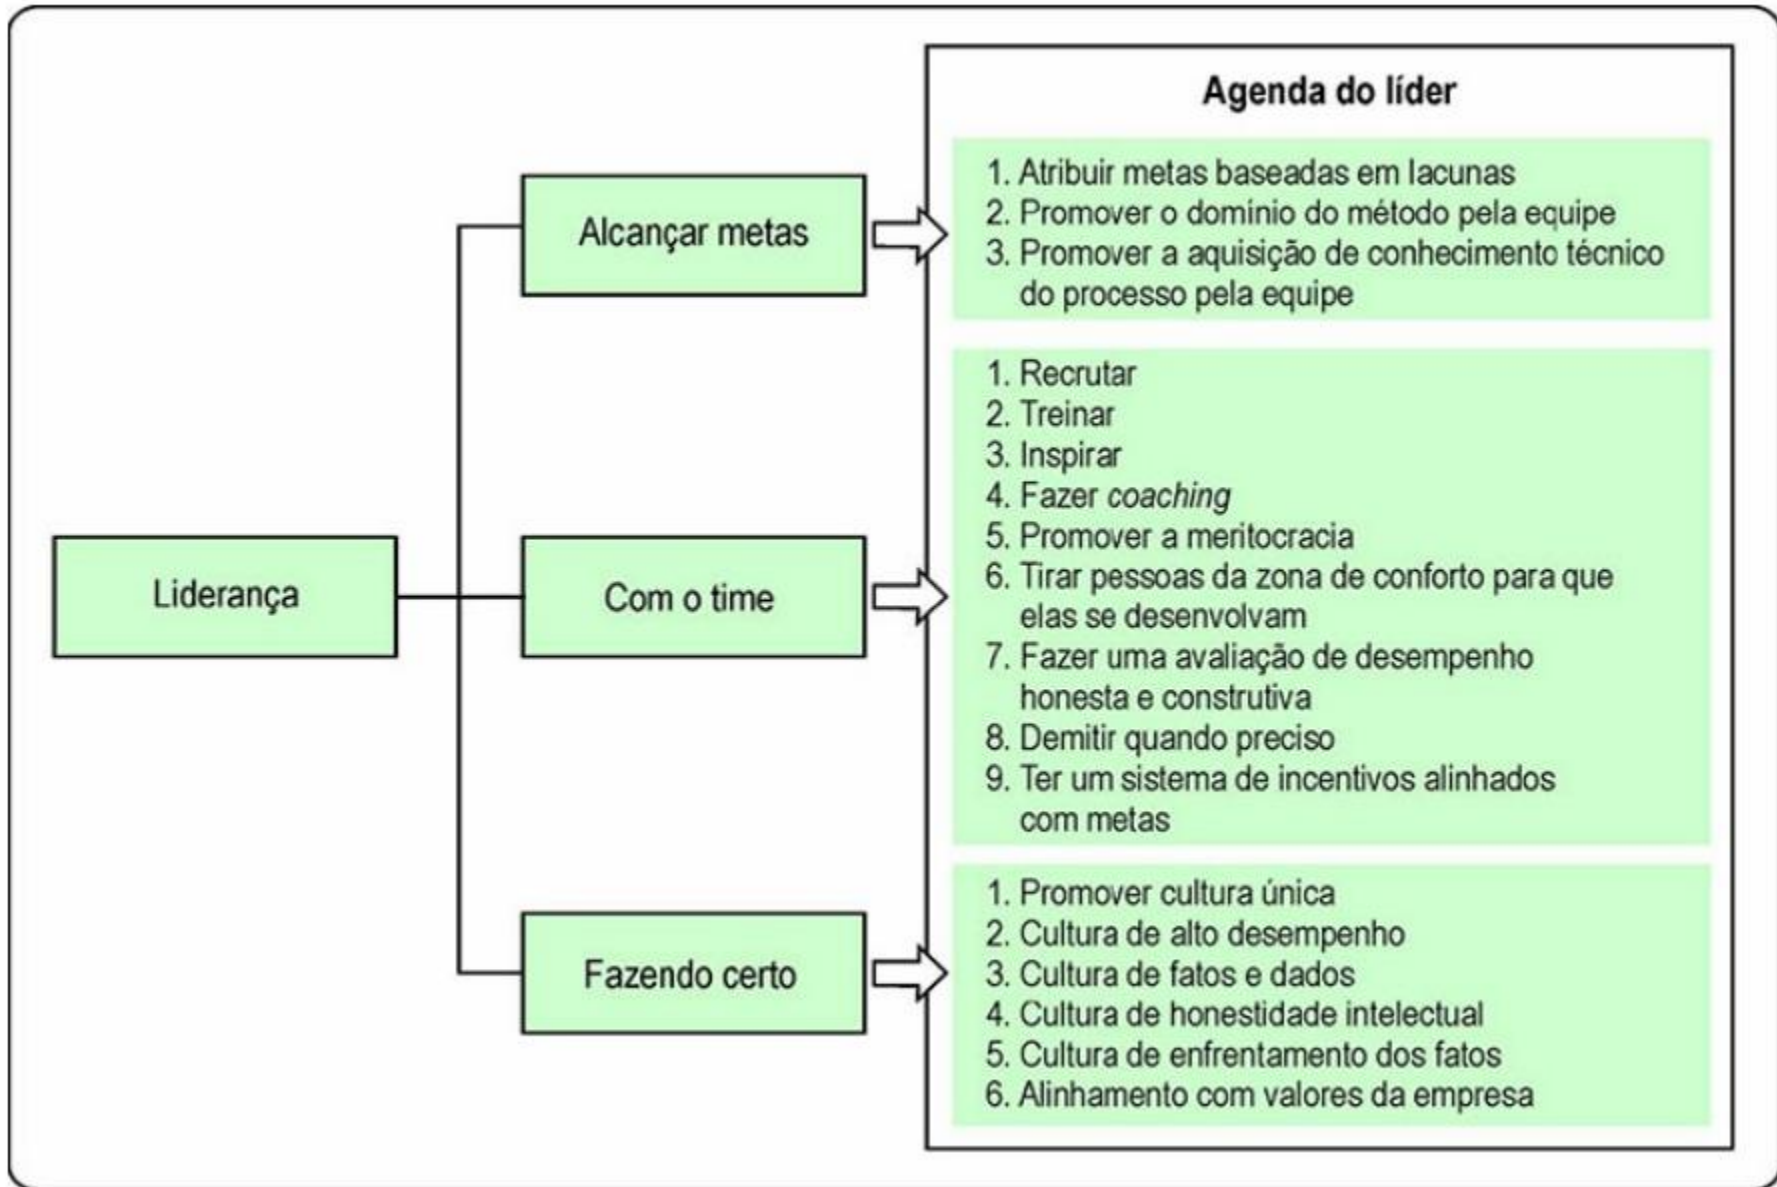 Agenda do líder
Liderança
Alcançar metas
1. Atribuir metas baseadas em lacunas
2. Promover o domínio do método pela equipe
3. Promover a aquisição de conhecimento técnico
do processo pela equipe
Com o time
1. Recrutar
2. Treinar
3. Inspirar
4. Fazer coaching
5. Promover a meritocracia
6. Tirar pessoas da zona de conforto para que
elas se desenvolvam
7. Fazer uma avaliação de desempenho
honesta e construtiva
8. Demitir quando preciso
9. Ter um sistema de incentivos alinhados
com metas
Fazendo certo
1. Promover cultura única
2. Cultura de alto desempenho
3. Cultura de fatos e dados
4. Cultura de honestidade intelectual
5. Cultura de enfrentamento dos fatos
6. Alinhamento com valores da empresa